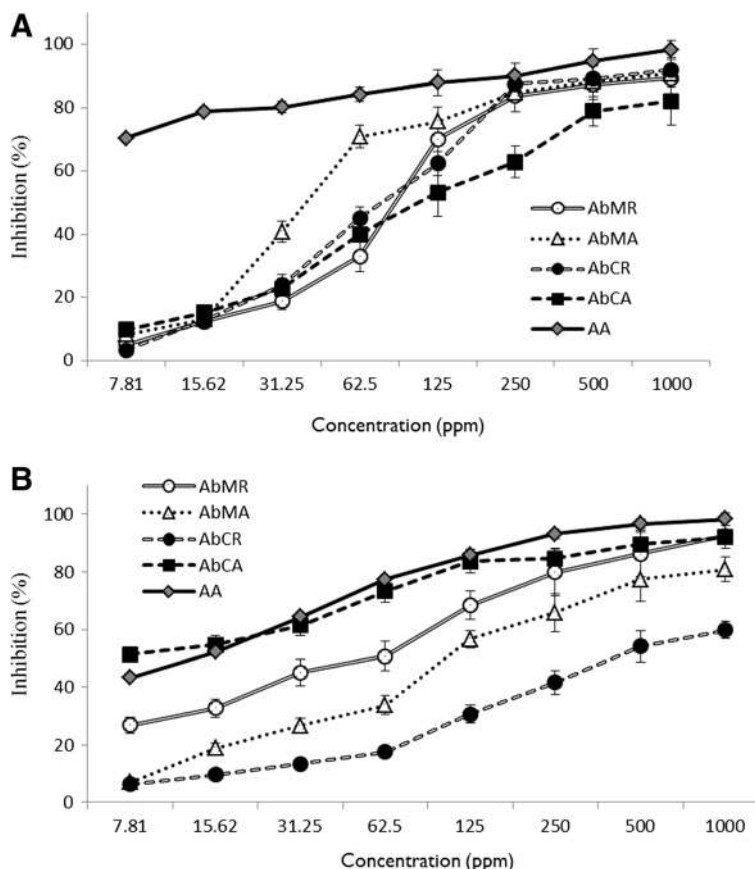 A
100
80
60
40
20
0
Inhibition (%)
AbMR
AbMA
AbCR
AbCA
AA
7.81 15.62 31.25 62.5 125 250 500 1000
Concentration (ppm)
B
AbMR
AbMA
AbCR
AbCA
AA
100
80
60
40
20
0
Inhibition (%)
7.81 15.62 31.25 62.5 125 250 500 1000
Concentration (ppm)